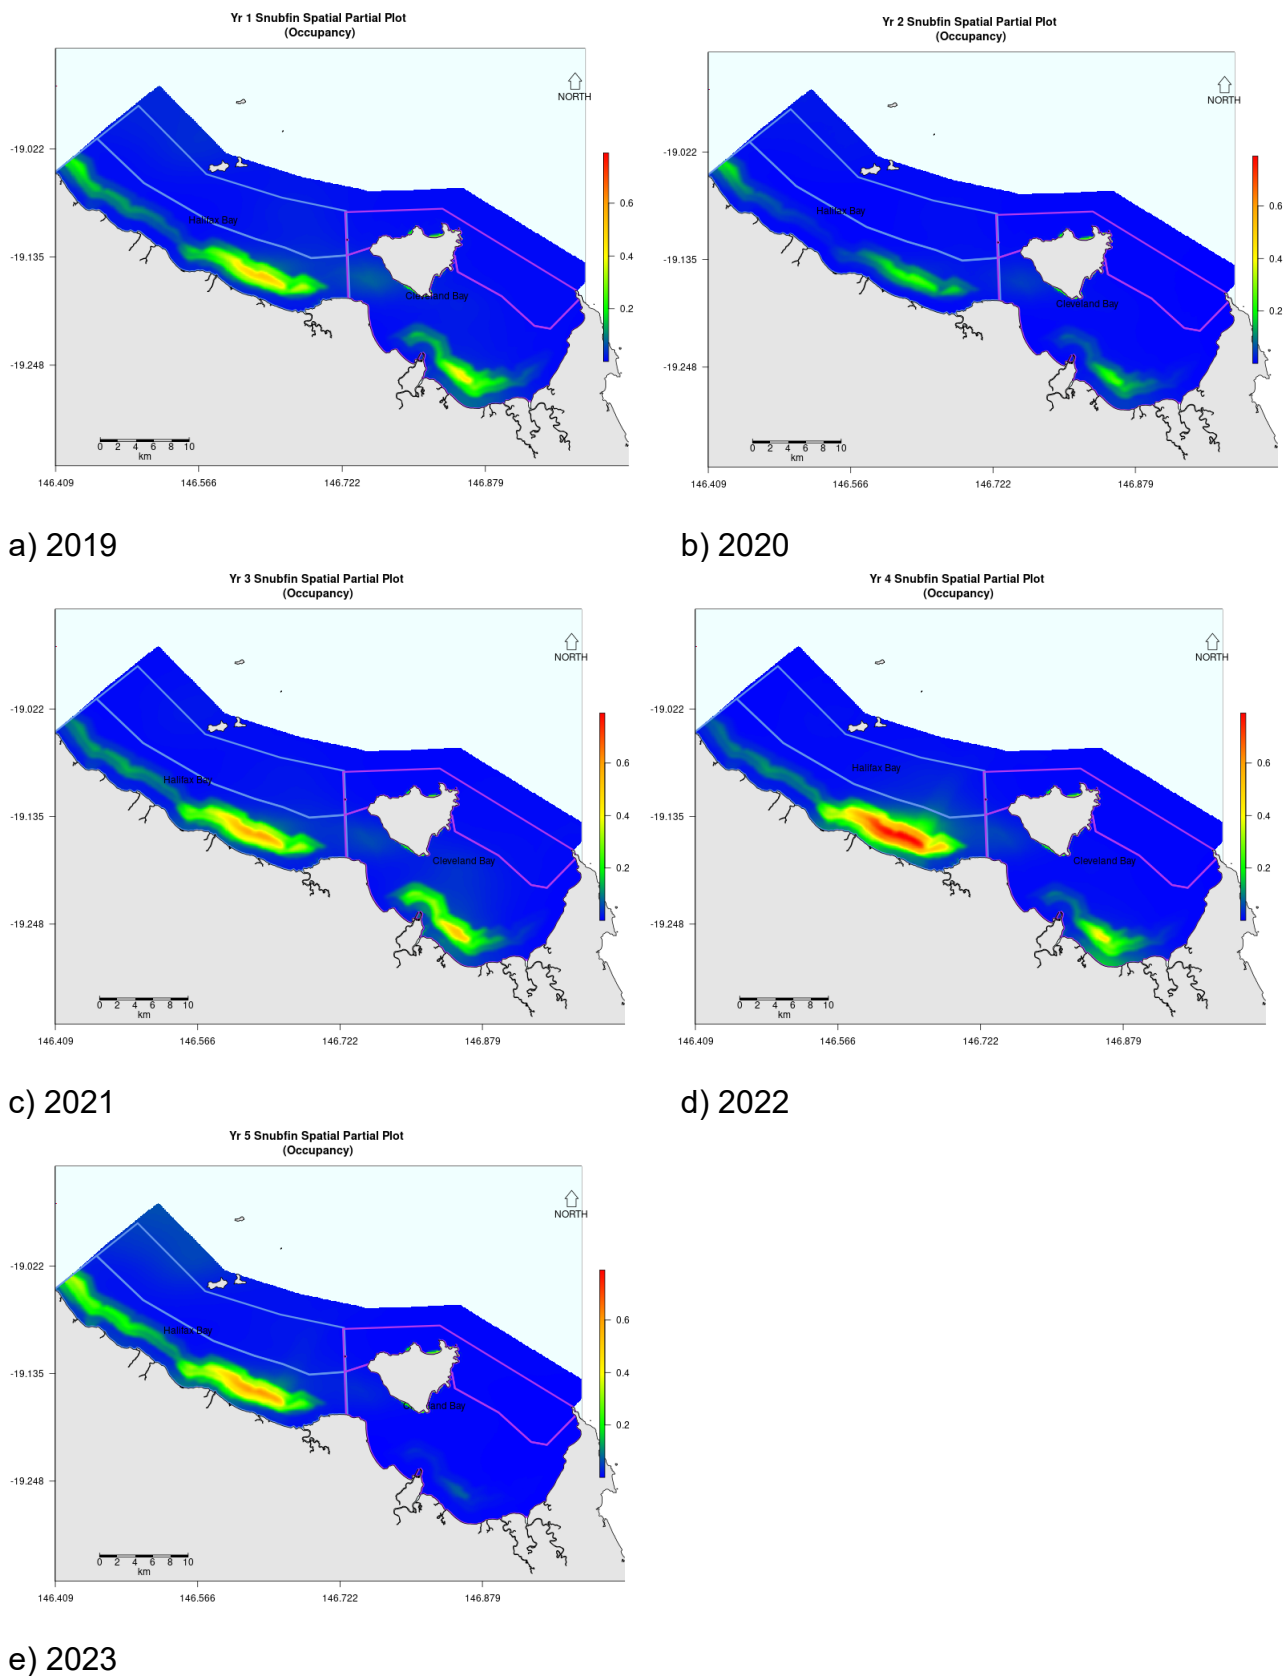 Yr 1 Snubfin Spatial Partial Plot
(Occupancy)
NORTH
-19.022
-19.135
-19.248
Halifax Bay
Cleveland Bay
0.6
0.4
0.2
0 2 4 6 8 10
km
146.409 146.566 146.722 146.879
a) 2019
Yr 2 Snubfin Spatial Partial Plot
(Occupancy)
NORTH
-19.022
-19.135
-19.248
Halifax Bay
Cleveland Bay
0.6
0.4
0.2
0 2 4 6 8 10
km
146.409 146.566 146.722 146.879
b) 2020
Yr 3 Snubfin Spatial Partial Plot
(Occupancy)
NORTH
-19.022
-19.135
-19.248
Halifax Bay
Cleveland Bay
0.6
0.4
0.2
0 2 4 6 8 10
km
146.409 146.566 146.722 146.879
c) 2021
Yr 4 Snubfin Spatial Partial Plot
(Occupancy)
NORTH
-19.022
-19.135
-19.248
Halifax Bay
Cleveland Bay
0.6
0.4
0.2
0 2 4 6 8 10
km
146.409 146.566 146.722 146.879
d) 2022
Yr 5 Snubfin Spatial Partial Plot
(Occupancy)
NORTH
-19.022
-19.135
-19.248
Halifax Bay
Cleveland Bay
0.6
0.4
0.2
0 2 4 6 8 10
km
146.409 146.566 146.722 146.879
e) 2023